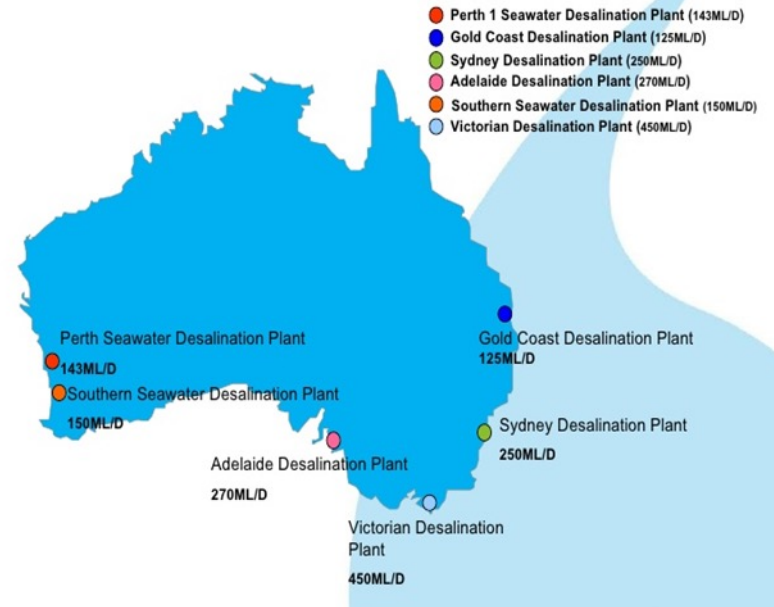 Perth 1 Seawater Desalination Plant (143ML/D)
Gold Coast Desalination Plant (125ML/D)
Sydney Desalination Plant (250ML/D)
Adelaide Desalination Plant (270ML/D)
Southern Seawater Desalination Plant (150ML/D)
Victorian Desalination Plant (450ML/D)
Perth Seawater Desalination Plant
143ML/D
Gold Coast Desalination Plant
125ML/D
Southern Seawater Desalination Plant
150ML/D
Sydney Desalination Plant
250ML/D
Adelaide Desalination Plant
270ML/D
Victorian Desalination
Plant
450ML/D